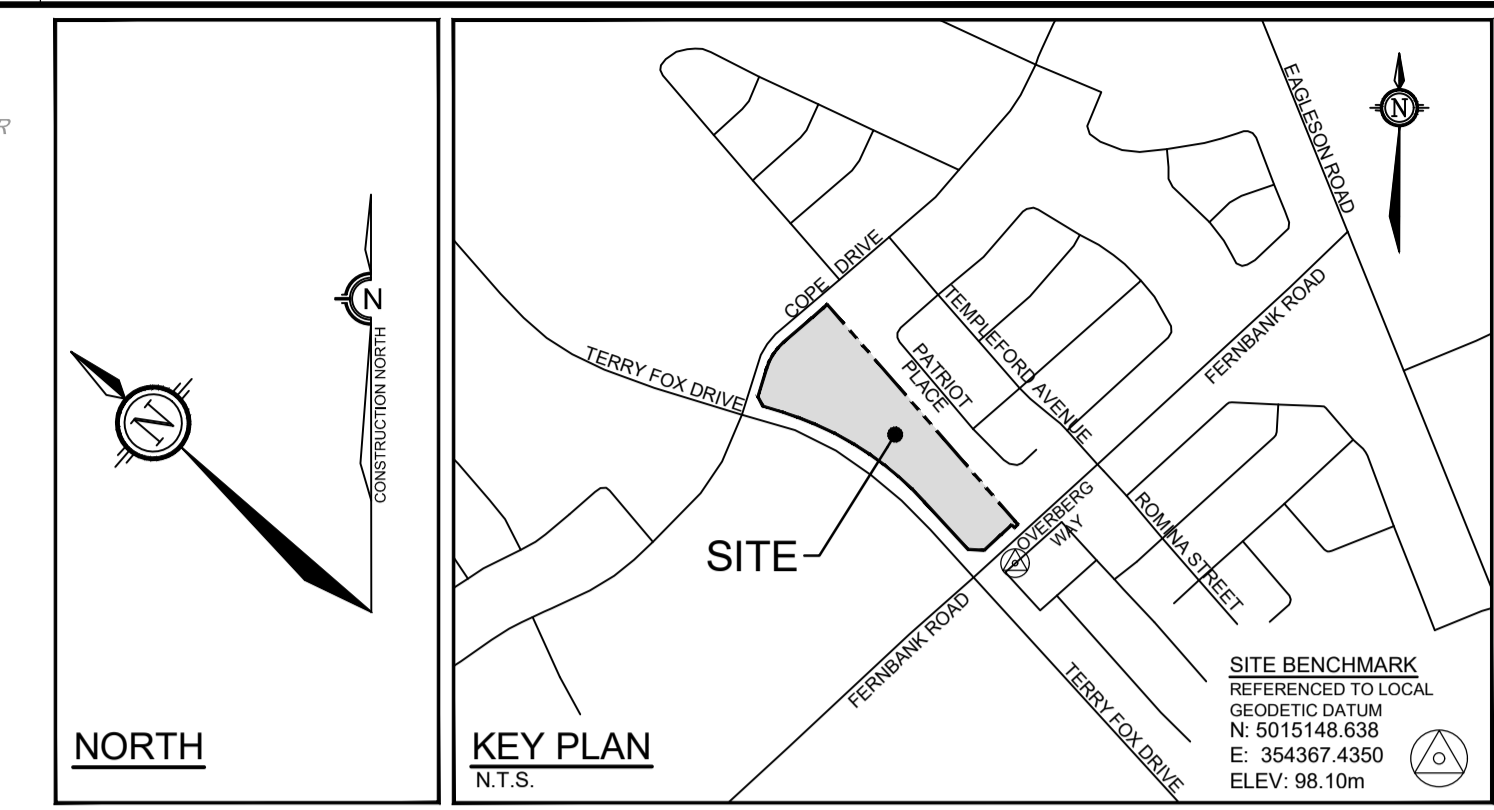 R
N
N
CONSTRUCTION NORTH
NORTH
EAGLESON ROAD
N
COPE DRIVE
TERRY FOX DRIVE
TEMPLEFORD AVENUE
PATRIOT
PLACE
FERNBANK ROAD
SITE
OVERBERG
WAY
ROMINA STREET
FERNBANK ROAD
TERRY FOX DRIVE
KEY PLAN
N.T.S.
SITE BENCHMARK
REFERENCED TO LOCAL
GEODETIC DATUM
N: 5015148.638
E: 354367.4350
ELEV: 98.10m